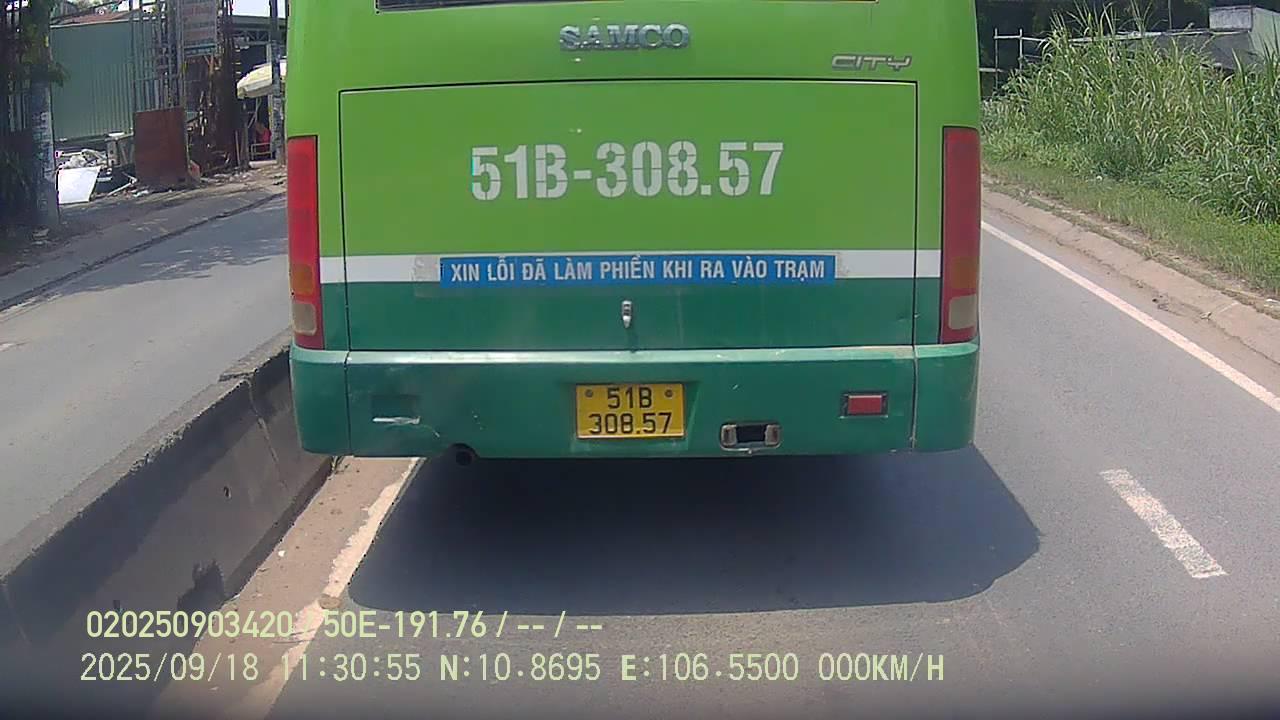 SAMCO
CITY
51B-308.57
XIN LỖI ĐÃ LÀM PHIỀN KHI RA VÀO TRẠM
51B
308.57
020250903420 / 50E-191.76 / -- / --
2025/09/18 11:30:55 N:10.8695 E:106.5500 000KM/H